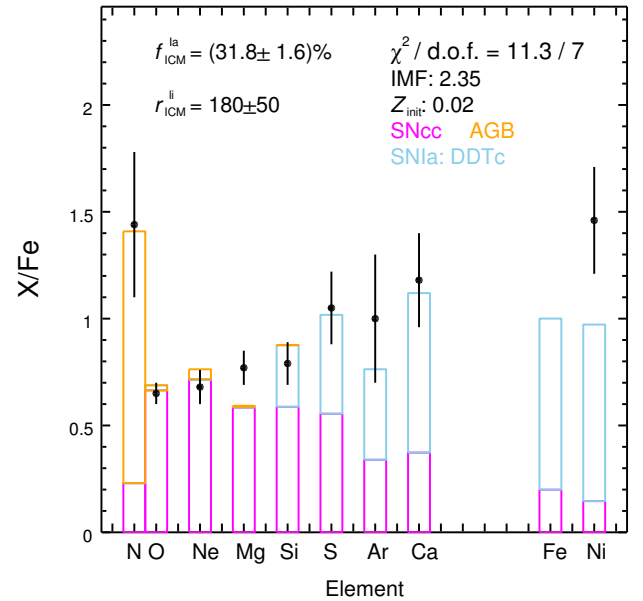 f_ICM^Ia = (31.8± 1.6)%
χ² / d.o.f. = 11.3 / 7
IMF: 2.35
r_ICM^li = 180±50
Z_init: 0.02
SNcc AGB
SNIa: DDTc
X/Fe
2
1.5
1
0.5
0
N O Ne Mg Si S Ar Ca Fe Ni
Element